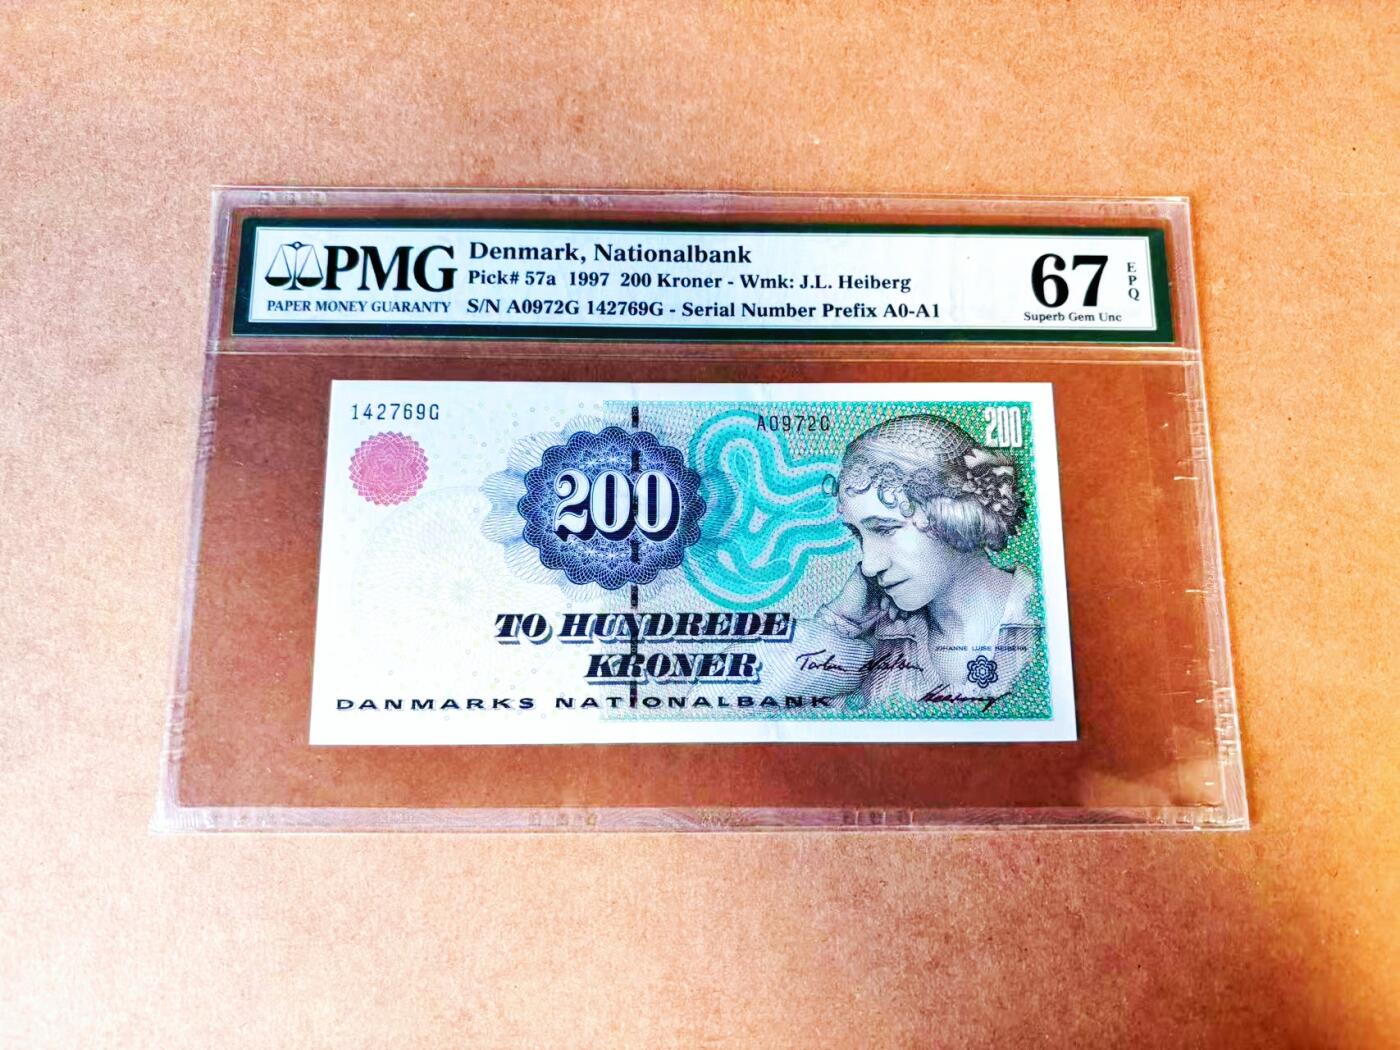 PMG
PAPER MONEY GUARANTY
Denmark, Nationalbank
Pick# 57a 1997 200 Kroner - Wmk: J.L. Heiberg
S/N A0972G 142769G - Serial Number Prefix A0-A1
67
EPQ
Superb Gem Unc
142769G
A0972G
200
200
TO HUNDREDE
KRONER
JOHANNE LUISE HEIBERG
DANMARKS NATIONALBANK